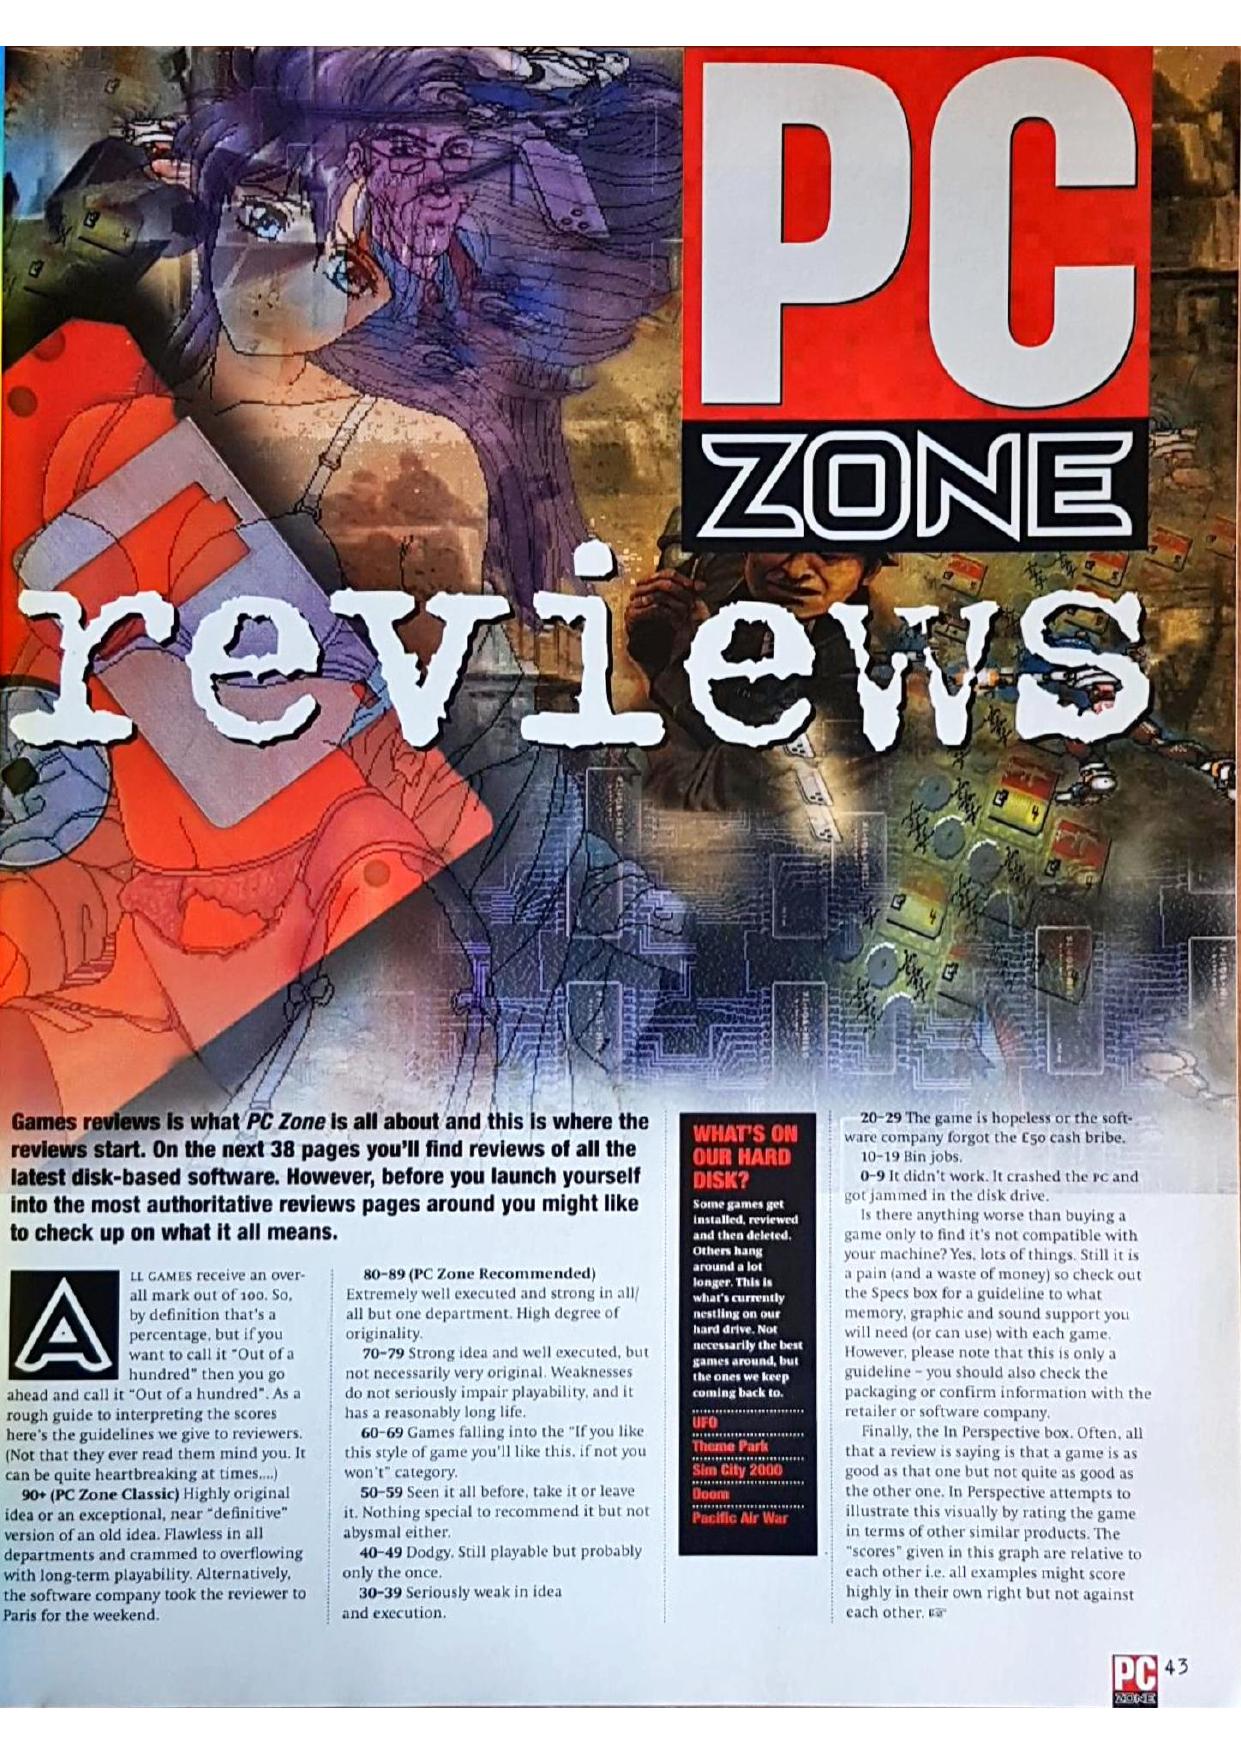 PC
ZONE
reviews
Games reviews is what PC Zone is all about and this is where the
reviews start. On the next 38 pages you'll find reviews of all the
latest disk-based software. However, before you launch yourself
into the most authoritative reviews pages around you might like
to check up on what it all means.
ALL GAMES receive an over-
all mark out of 100. So,
by definition that's a
percentage, but if you
want to call it "Out of a
hundred" then you go
ahead and call it "Out of a hundred". As a
rough guide to interpreting the scores
here's the guidelines we give to reviewers.
(Not that they ever read them mind you. It
can be quite heartbreaking at times....)
90+ (PC Zone Classic) Highly original
idea or an exceptional, near "definitive"
version of an old idea. Flawless in all
departments and crammed to overflowing
with long-term playability. Alternatively,
the software company took the reviewer to
Paris for the weekend.
80-89 (PC Zone Recommended)
Extremely well executed and strong in all/
all but one department. High degree of
originality.
70-79 Strong idea and well executed, but
not necessarily very original. Weaknesses
do not seriously impair playability, and it
has a reasonably long life.
60-69 Games falling into the "If you like
this style of game you'll like this, if not you
won't" category.
50-59 Seen it all before, take it or leave
it. Nothing special to recommend it but not
abysmal either.
40-49 Dodgy. Still playable but probably
only the once.
30-39 Seriously weak in idea
and execution.
WHAT'S ON
OUR HARD
DISK?
Some games get
installed, reviewed
and then deleted.
Others hang
around a lot
longer. This is
what's currently
nestling on our
hard drive. Not
necessarily the best
games around, but
the ones we keep
coming back to.
UFO
Theme Park
Sim City 2000
Doom
Pacific Air War
20-29 The game is hopeless or the soft-
ware company forgot the £50 cash bribe.
10-19 Bin jobs.
0-9 It didn't work. It crashed the PC and
got jammed in the disk drive.
Is there anything worse than buying a
game only to find it's not compatible with
your machine? Yes, lots of things. Still it is
a pain (and a waste of money) so check out
the Specs box for a guideline to what
memory, graphic and sound support you
will need (or can use) with each game.
However, please note that this is only a
guideline – you should also check the
packaging or confirm information with the
retailer or software company.
Finally, the In Perspective box. Often, all
that a review is saying is that a game is as
good as that one but not quite as good as
the other one. In Perspective attempts to
illustrate this visually by rating the game
in terms of other similar products. The
"scores" given in this graph are relative to
each other i.e. all examples might score
highly in their own right but not against
each other.
PC
ZONE
43